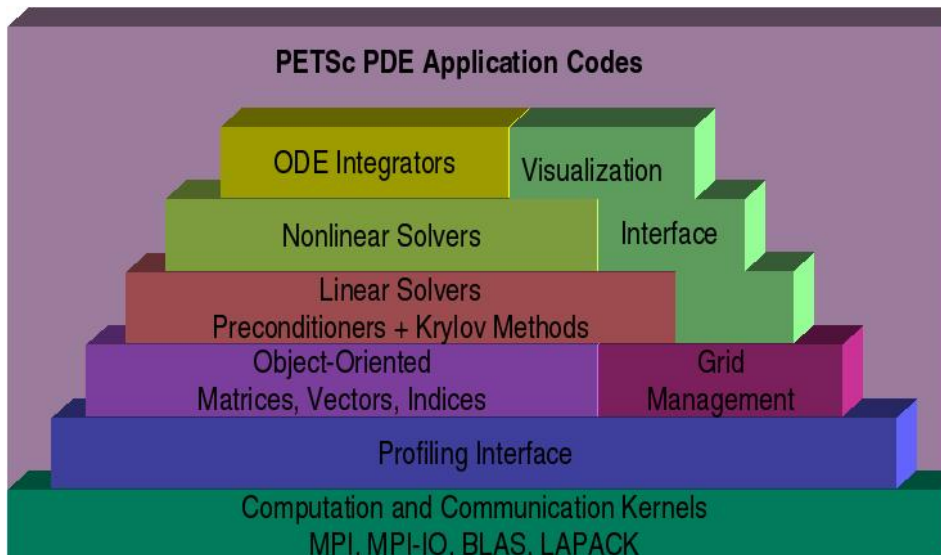 PETSc PDE Application Codes
ODE Integrators
Visualization
Nonlinear Solvers
Interface
Linear Solvers
Preconditioners + Krylov Methods
Object-Oriented
Matrices, Vectors, Indices
Grid
Management
Profiling Interface
Computation and Communication Kernels
MPI, MPI-IO, BLAS, LAPACK